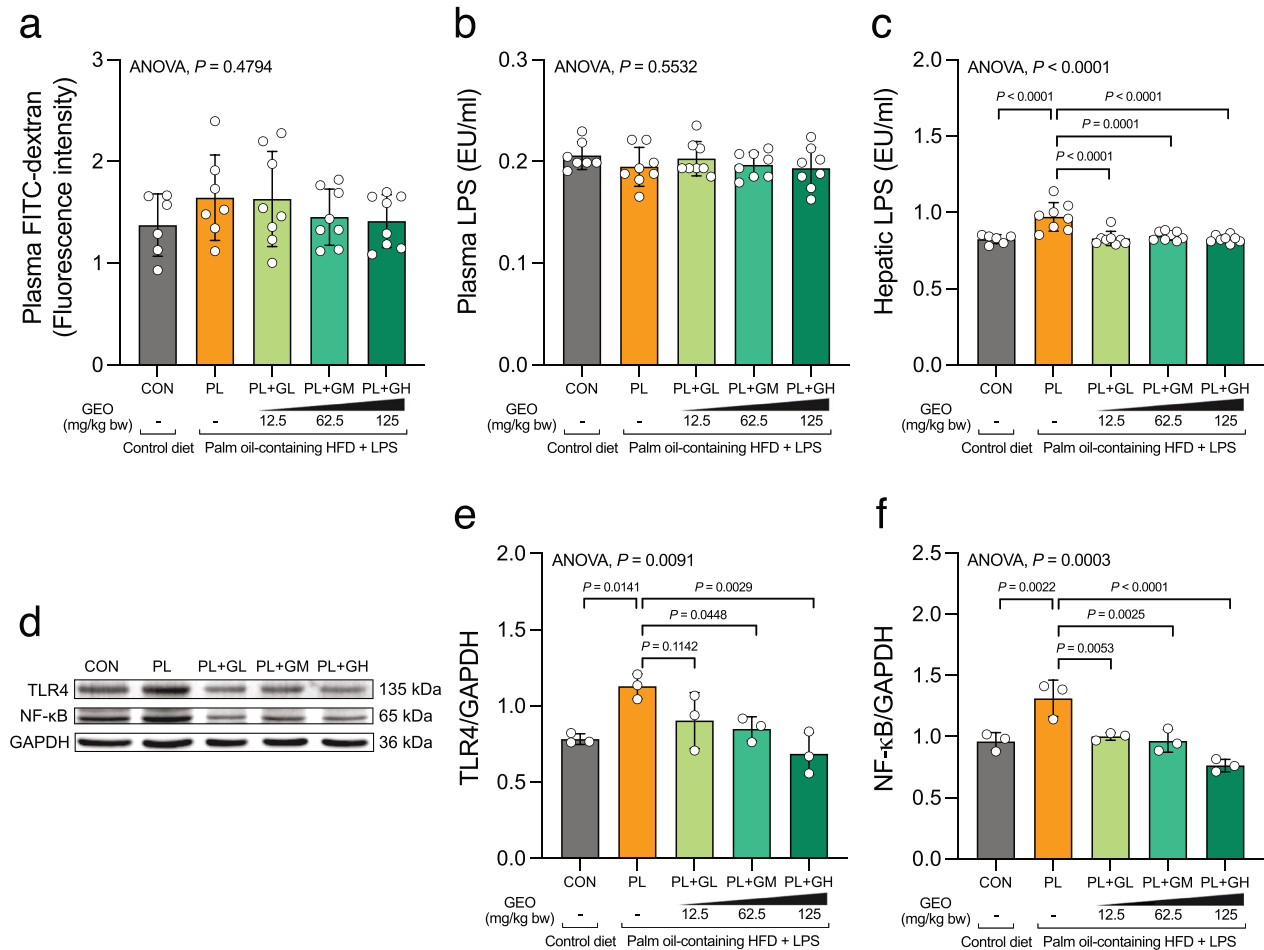 a
ANOVA, P = 0.4794
Plasma FITC-dextran
(Fluorescence intensity)
3
2
1
0
CON PL PL+GL PL+GM PL+GH
GEO
(mg/kg bw)
- - 12.5 62.5 125
Control diet Palm oil-containing HFD + LPS
b
ANOVA, P = 0.5532
Plasma LPS (EU/ml)
0.3
0.2
0.1
0.0
CON PL PL+GL PL+GM PL+GH
GEO
(mg/kg bw)
- - 12.5 62.5 125
Control diet Palm oil-containing HFD + LPS
c
ANOVA, P < 0.0001
Hepatic LPS (EU/ml)
2.0
1.5
1.0
0.5
0.0
P < 0.0001 P < 0.0001
P = 0.0001
P < 0.0001
CON PL PL+GL PL+GM PL+GH
GEO
(mg/kg bw)
- - 12.5 62.5 125
Control diet Palm oil-containing HFD + LPS
d
CON PL PL+GL PL+GM PL+GH
TLR4 135 kDa
NF-κB 65 kDa
GAPDH 36 kDa
e
ANOVA, P = 0.0091
TLR4/GAPDH
2.0
1.5
1.0
0.5
0.0
P = 0.0141 P = 0.0029
P = 0.0448
P = 0.1142
CON PL PL+GL PL+GM PL+GH
GEO
(mg/kg bw)
- - 12.5 62.5 125
Control diet Palm oil-containing HFD + LPS
f
ANOVA, P = 0.0003
NF-κB/GAPDH
2.5
2.0
1.5
1.0
0.5
0.0
P = 0.0022 P < 0.0001
P = 0.0025
P = 0.0053
CON PL PL+GL PL+GM PL+GH
GEO
(mg/kg bw)
- - 12.5 62.5 125
Control diet Palm oil-containing HFD + LPS